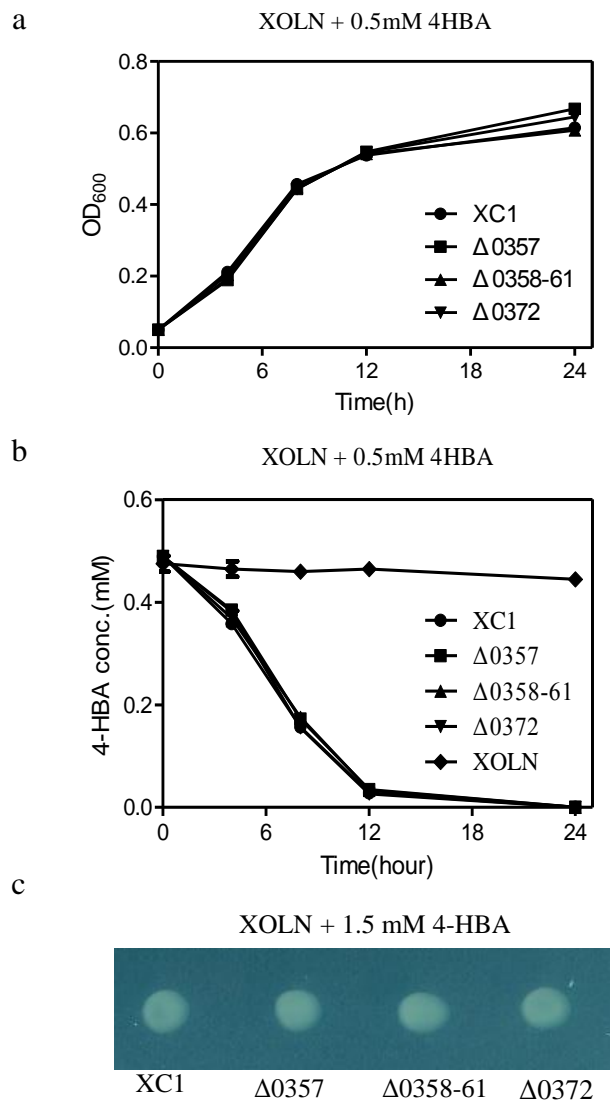 a
XOLN + 0.5mM 4HBA
0.8
0.6
0.4
0.2
0.0
OD600
XC1
Δ0357
Δ0358-61
Δ0372
0 6 12 18 24
Time(h)
b
XOLN + 0.5mM 4HBA
0.6
0.4
0.2
0.0
4-HBA conc.(mM)
XC1
Δ0357
Δ0358-61
Δ0372
XOLN
0 6 12 18 24
Time(hour)
c
XOLN + 1.5 mM 4-HBA
XC1 Δ0357 Δ0358-61 Δ0372